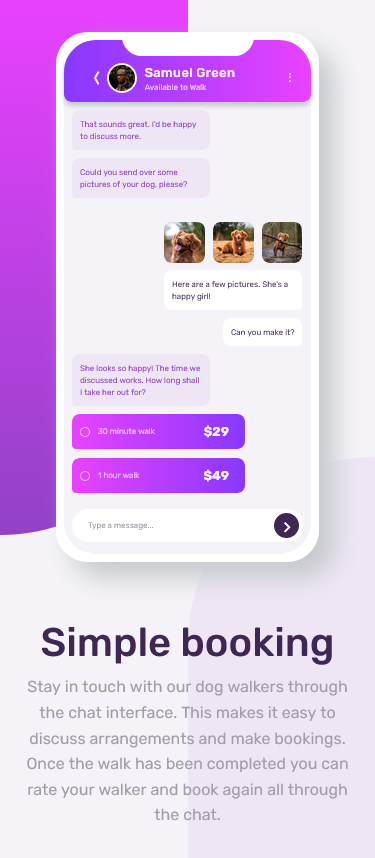 Samuel Green
Available to Walk
That sounds great. I'd be happy
to discuss more.
Could you send over some
pictures of your dog, please?
Here are a few pictures. She's a
happy girl!
Can you make it?
She looks so happy! The time we
discussed works. How long shall
I take her out for?
30 minute walk $29
1 hour walk $49
Type a message...
Simple booking
Stay in touch with our dog walkers through
the chat interface. This makes it easy to
discuss arrangements and make bookings.
Once the walk has been completed you can
rate your walker and book again all through
the chat.